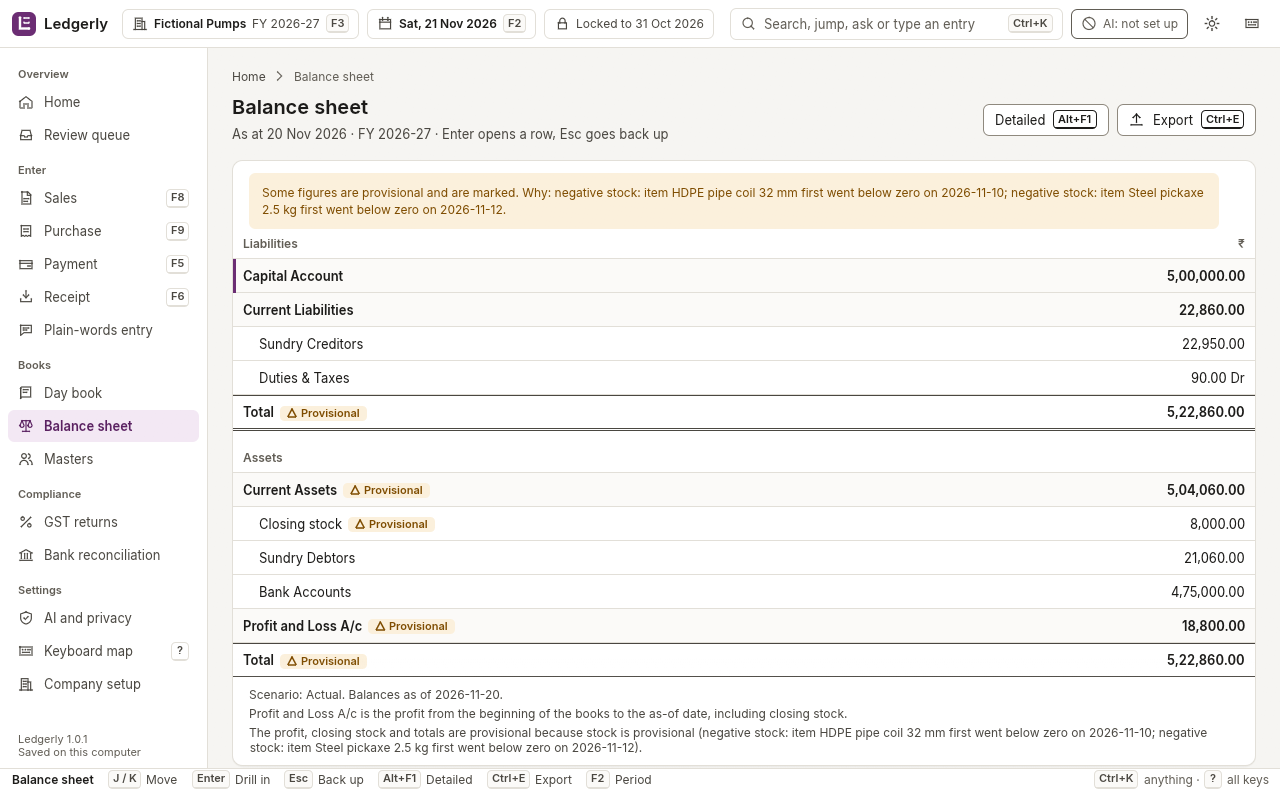 Ledgerly
Fictional Pumps FY 2026-27 F3
Sat, 21 Nov 2026 F2
Locked to 31 Oct 2026
Search, jump, ask or type an entry Ctrl+K
AI: not set up
Overview
Home
Review queue
Enter
Sales F8
Purchase F9
Payment F5
Receipt F6
Plain-words entry
Books
Day book
Balance sheet
Masters
Compliance
GST returns
Bank reconciliation
Settings
AI and privacy
Keyboard map ?
Company setup
Ledgerly 1.0.1
Saved on this computer
Home Balance sheet
Balance sheet
As at 20 Nov 2026 · FY 2026-27 · Enter opens a row, Esc goes back up
Detailed Alt+F1
Export Ctrl+E
Some figures are provisional and are marked. Why: negative stock: item HDPE pipe coil 32 mm first went below zero on 2026-11-10; negative stock: item Steel pickaxe
2.5 kg first went below zero on 2026-11-12.
Liabilities ₹
Capital Account 5,00,000.00
Current Liabilities 22,860.00
Sundry Creditors 22,950.00
Duties & Taxes 90.00 Dr
Total Provisional 5,22,860.00
Assets
Current Assets Provisional 5,04,060.00
Closing stock Provisional 8,000.00
Sundry Debtors 21,060.00
Bank Accounts 4,75,000.00
Profit and Loss A/c Provisional 18,800.00
Total Provisional 5,22,860.00
Scenario: Actual. Balances as of 2026-11-20.
Profit and Loss A/c is the profit from the beginning of the books to the as-of date, including closing stock.
The profit, closing stock and totals are provisional because stock is provisional (negative stock: item HDPE pipe coil 32 mm first went below zero on 2026-11-10; negative
stock: item Steel pickaxe 2.5 kg first went below zero on 2026-11-12).
Balance sheet J / K Move Enter Drill in Esc Back up Alt+F1 Detailed Ctrl+E Export F2 Period Ctrl+K anything · ? all keys